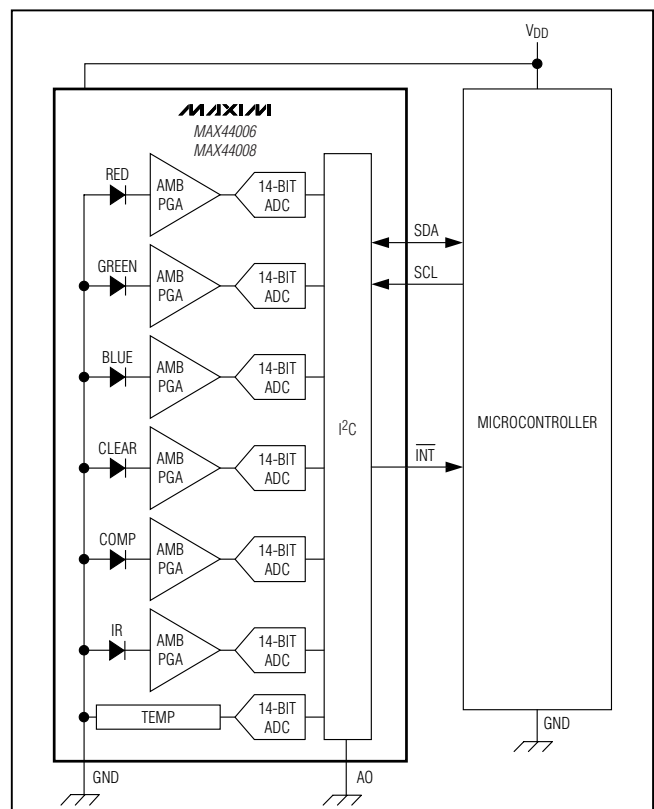 VDD
MAXIM
MAX44006
MAX44008
RED
AMB
PGA
14-BIT
ADC
SDA
GREEN
AMB
PGA
14-BIT
ADC
SCL
BLUE
AMB
PGA
14-BIT
ADC
I²C
MICROCONTROLLER
CLEAR
AMB
PGA
14-BIT
ADC
INT
COMP
AMB
PGA
14-BIT
ADC
IR
AMB
PGA
14-BIT
ADC
TEMP
14-BIT
ADC
GND
A0
GND